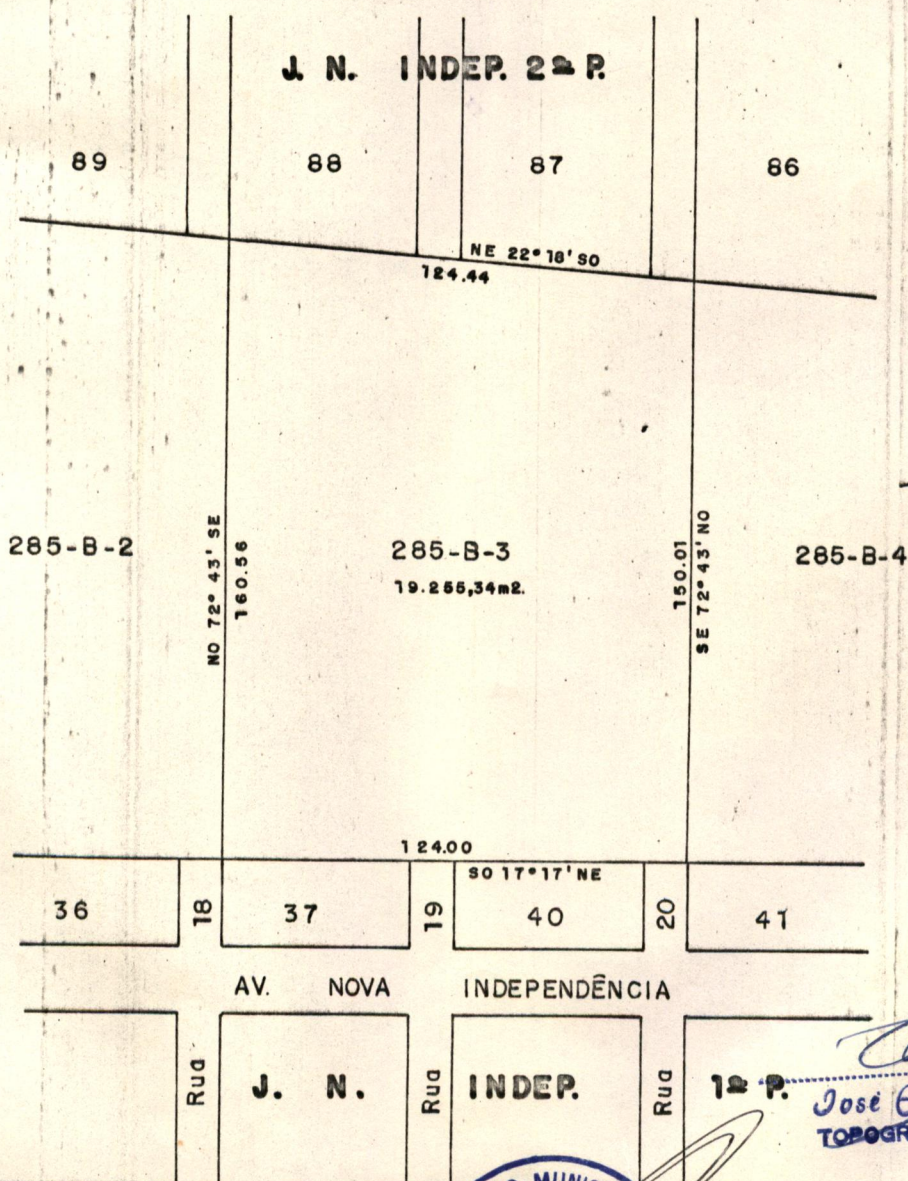 J. N. INDEP. 2ª P.
89 88 87 86
NE 22° 18' SO
124.44
285-B-2
NO 72° 43' SE
160.56
285-B-3
19.255,34m2.
150.01
SE 72° 43' NO
285-B-4
124.00
SO 17° 17' NE
36 18 37 19 40 20 41
AV. NOVA INDEPENDÊNCIA
Rua Rua Rua
J. N. INDEP. 1ª P.
José
TOPOGR
MUNIC